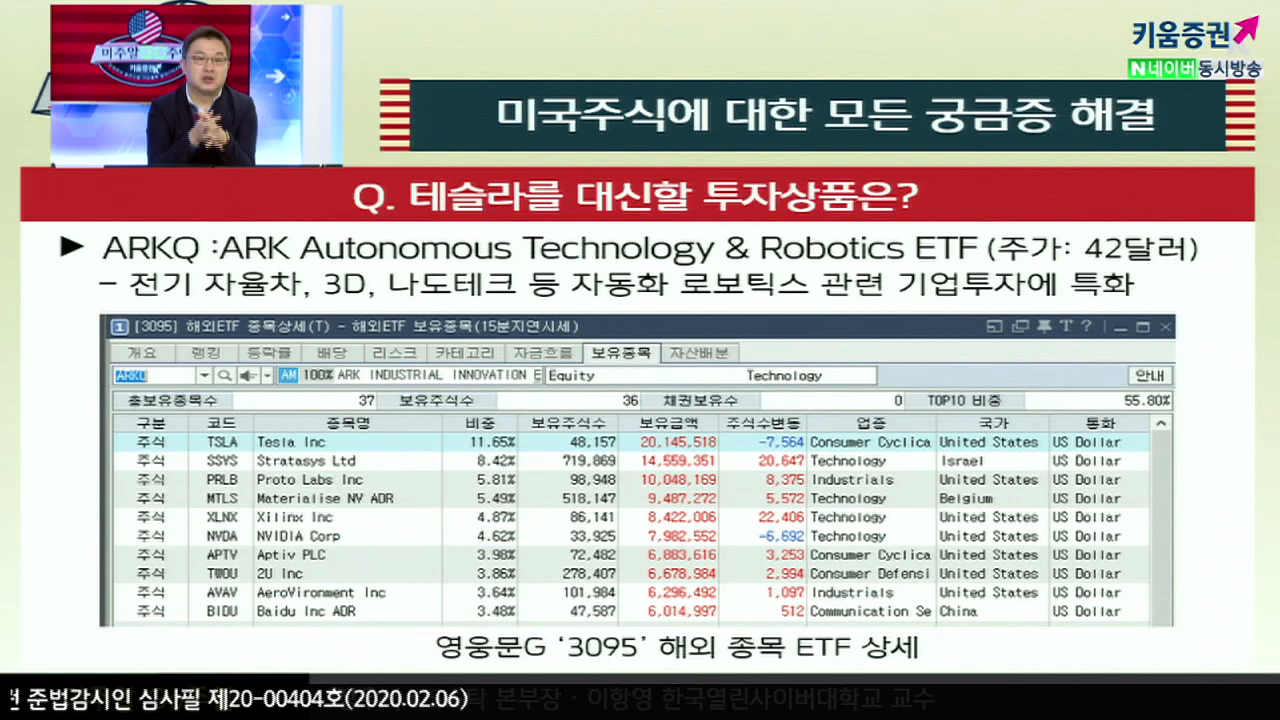 미주알
키움증권
키움증권
N 네이버 동시방송
미국주식에 대한 모든 궁금증 해결
Q. 테슬라를 대신할 투자상품은?
▶ ARKQ :ARK Autonomous Technology & Robotics ETF (주가: 42달러)
– 전기 자율차, 3D, 나도테크 등 자동화 로보틱스 관련 기업투자에 특화
1 [3095] 해외ETF 종목상세(T) - 해외ETF 보유종목(15분지연시세)
개요 랭킹 등락률 배당 리스크 카테고리 자금흐름 보유종목 자산배분
ARKQ AM 100% ARK INDUSTRIAL INNOVATION E Equity Technology 안내
총보유종목수 37 보유주식수 36 채권보유수 0 TOP10 비중 55.80%
구분 코드 종목명 비중 보유주식수 보유금액 주식수변동 업종 국가 통화
주식 TSLA Tesla Inc 11.65% 48,157 20,145,518 -7,564 Consumer Cyclica United States US Dollar
주식 SSYS Stratasys Ltd 8.42% 719,869 14,559,351 20,647 Technology Israel US Dollar
주식 PRLB Proto Labs Inc 5.81% 98,948 10,048,169 8,375 Industrials United States US Dollar
주식 MTLS Materialise NV ADR 5.49% 518,147 9,487,272 5,572 Technology Belgium US Dollar
주식 XLNX Xilinx Inc 4.87% 86,141 8,422,006 22,406 Technology United States US Dollar
주식 NVDA NVIDIA Corp 4.62% 33,925 7,982,552 -6,692 Technology United States US Dollar
주식 APTV Aptiv PLC 3.98% 72,482 6,883,616 3,253 Consumer Cyclica United States US Dollar
주식 TWOU 2U Inc 3.86% 278,407 6,678,984 2,994 Consumer Defensi United States US Dollar
주식 AVAV AeroVironment Inc 3.64% 101,984 6,296,492 1,097 Industrials United States US Dollar
주식 BIDU Baidu Inc ADR 3.48% 47,587 6,014,997 512 Communication Se China US Dollar
영웅문G ‘3095’ 해외 종목 ETF 상세
준법감시인 심사필 제20-00404호(2020.02.06) 본부장 · 이항영 한국열린사이버대학교 교수